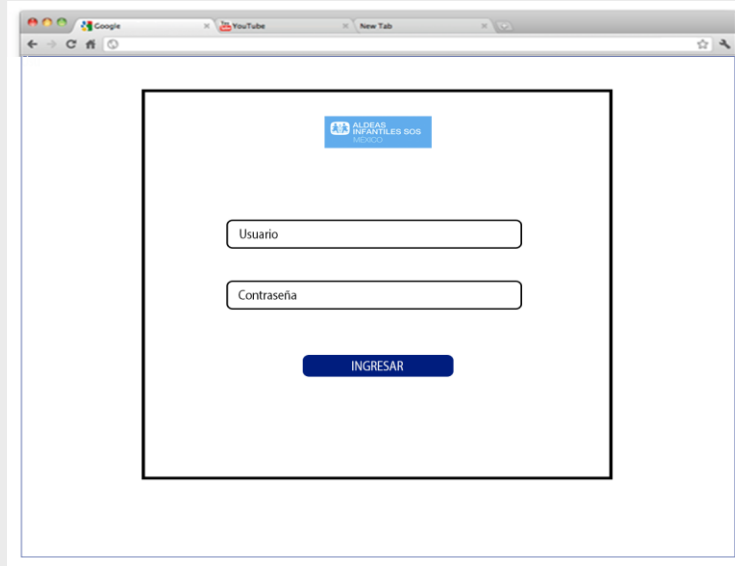 Google
YouTube
New Tab
ALDEAS
INFANTILES SOS
MÉXICO
Usuario
Contraseña
INGRESAR